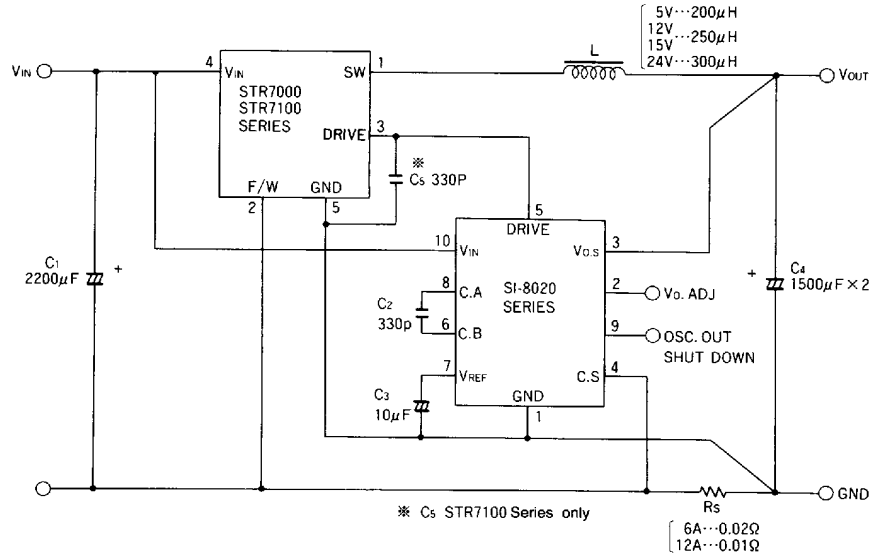 5V···200μH
12V
15V ···250μH
24V···300μH
L
VIN
4
VIN
SW
1
VOUT
STR7000
STR7100
SERIES
DRIVE
3
※
C5 330P
F/W
GND
2
5
5
DRIVE
10
VIN
VO.S
3
C1
2200μF
+
8
C.A
SI-8020
SERIES
2
VO. ADJ
+
C4
1500μF×2
C2
330p
6
C.B
9
OSC. OUT
SHUT DOWN
7
VREF
C.S
4
C3
10μF
GND
1
RS
GND
※ C5 STR7100 Series only
6A···0.02Ω
12A···0.01Ω